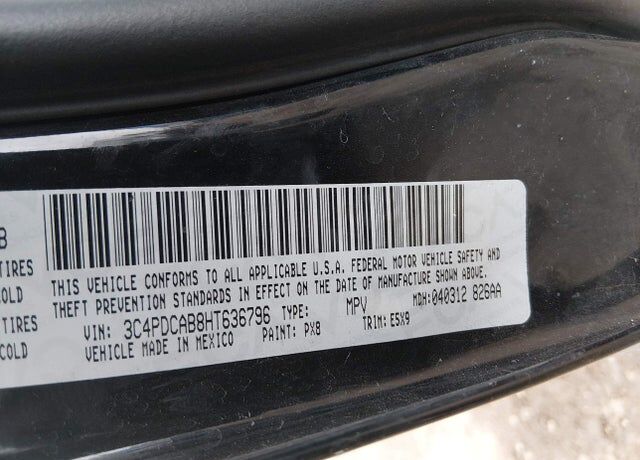 8
TIRES
COLD
S
COLD
THIS VEHICLE CONFORMS TO ALL APPLICABLE U.S.A. FEDERAL MOTOR VEHICLE SAFETY AND
THEFT PREVENTION STANDARDS IN EFFECT ON THE DATE OF MANUFACTURE SHOWN ABOVE.
VIN: 3C4PDCAB8HT636796 TYPE: MPV MDH: 040312 826AA
VEHICLE MADE IN MEXICO PAINT: PX8 TRIM: E5X9